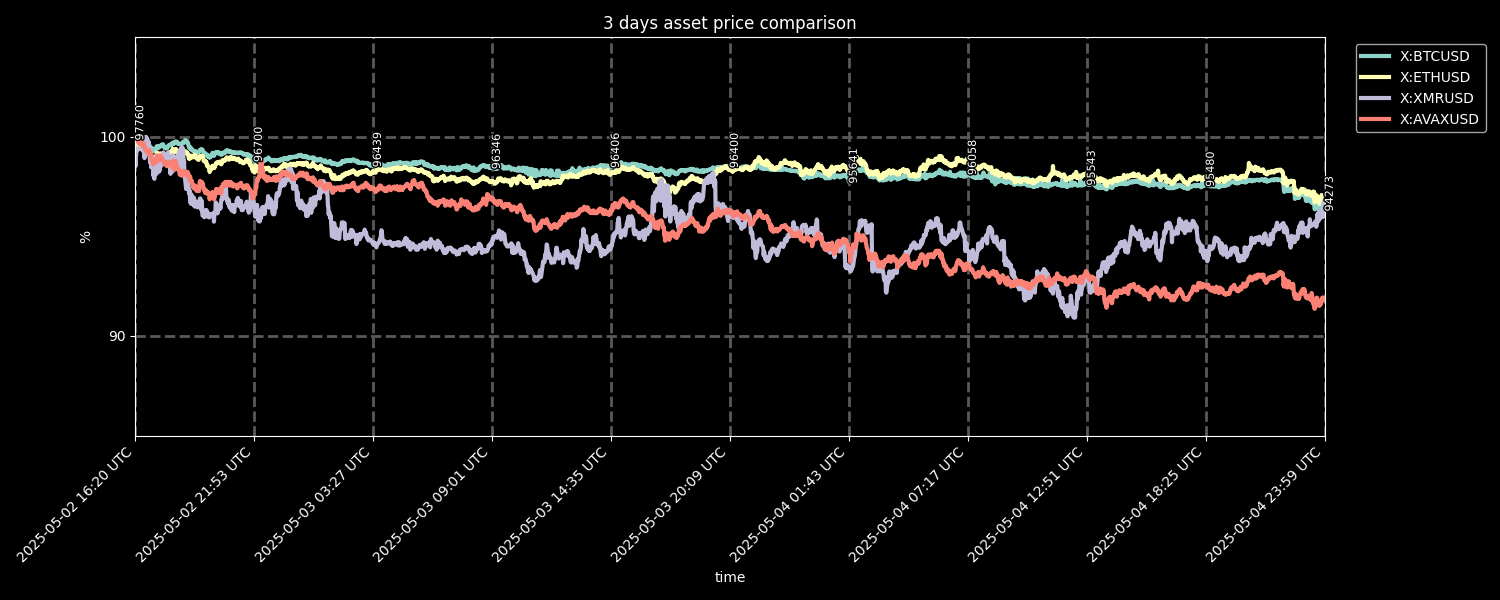 3 days asset price comparison
X:BTCUSD
X:ETHUSD
X:XMRUSD
X:AVAXUSD
%
100
90
97760
96700
96439
96346
96406
96400
95641
96058
95543
95480
94273
2025-05-02 16:20 UTC
2025-05-02 21:53 UTC
2025-05-03 03:27 UTC
2025-05-03 09:01 UTC
2025-05-03 14:35 UTC
2025-05-03 20:09 UTC
2025-05-04 01:43 UTC
2025-05-04 07:17 UTC
2025-05-04 12:51 UTC
2025-05-04 18:25 UTC
2025-05-04 23:59 UTC
time